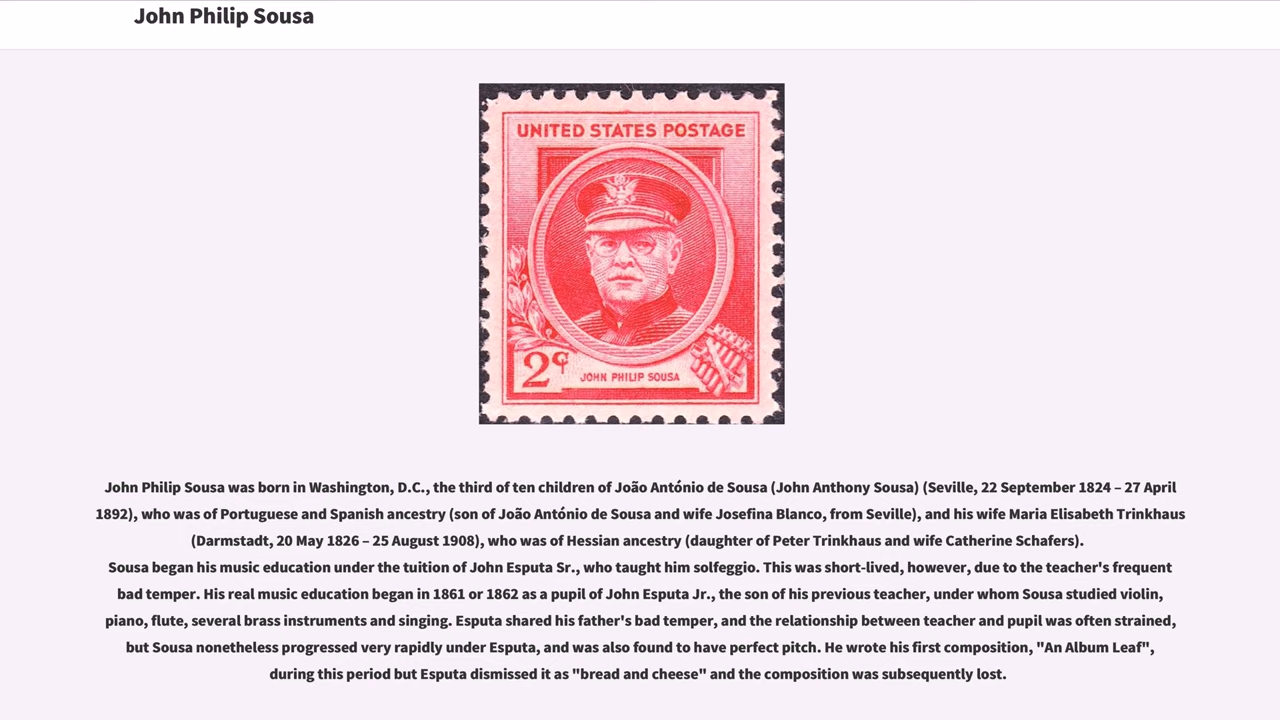 John Philip Sousa
UNITED STATES POSTAGE
2¢
JOHN PHILIP SOUSA
John Philip Sousa was born in Washington, D.C., the third of ten children of João António de Sousa (John Anthony Sousa) (Seville, 22 September 1824 – 27 April
1892), who was of Portuguese and Spanish ancestry (son of João António de Sousa and wife Josefina Blanco, from Seville), and his wife Maria Elisabeth Trinkhaus
(Darmstadt, 20 May 1826 – 25 August 1908), who was of Hessian ancestry (daughter of Peter Trinkhaus and wife Catherine Schafers).
Sousa began his music education under the tuition of John Esputa Sr., who taught him solfeggio. This was short-lived, however, due to the teacher's frequent
bad temper. His real music education began in 1861 or 1862 as a pupil of John Esputa Jr., the son of his previous teacher, under whom Sousa studied violin,
piano, flute, several brass instruments and singing. Esputa shared his father's bad temper, and the relationship between teacher and pupil was often strained,
but Sousa nonetheless progressed very rapidly under Esputa, and was also found to have perfect pitch. He wrote his first composition, "An Album Leaf",
during this period but Esputa dismissed it as "bread and cheese" and the composition was subsequently lost.